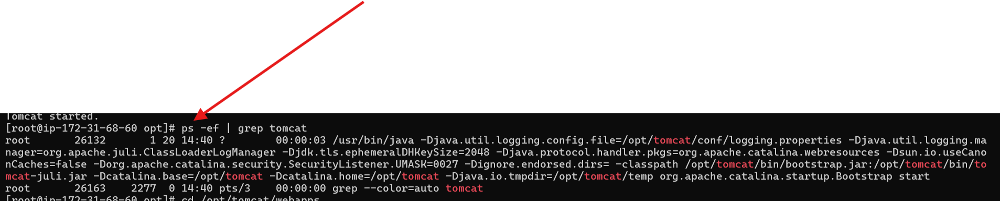 Tomcat started.
[root@ip-172-31-68-60 opt]# ps -ef | grep tomcat
root       26132       1 20 14:40 ?        00:00:03 /usr/bin/java -Djava.util.logging.config.file=/opt/tomcat/conf/logging.properties -Djava.util.logging.ma
nager=org.apache.juli.ClassLoaderLogManager -Djdk.tls.ephemeralDHKeySize=2048 -Djava.protocol.handler.pkgs=org.apache.catalina.webresources -Dsun.io.useCano
nCaches=false -Dorg.apache.catalina.security.SecurityListener.UMASK=0027 -Dignore.endorsed.dirs= -classpath /opt/tomcat/bin/bootstrap.jar:/opt/tomcat/bin/to
mcat-juli.jar -Dcatalina.base=/opt/tomcat -Dcatalina.home=/opt/tomcat -Djava.io.tmpdir=/opt/tomcat/temp org.apache.catalina.startup.Bootstrap start
root       26163    2277  0 14:40 pts/3    00:00:00 grep --color=auto tomcat
[root@ip-172-31-68-60 opt]# cd /opt/tomcat/webapps